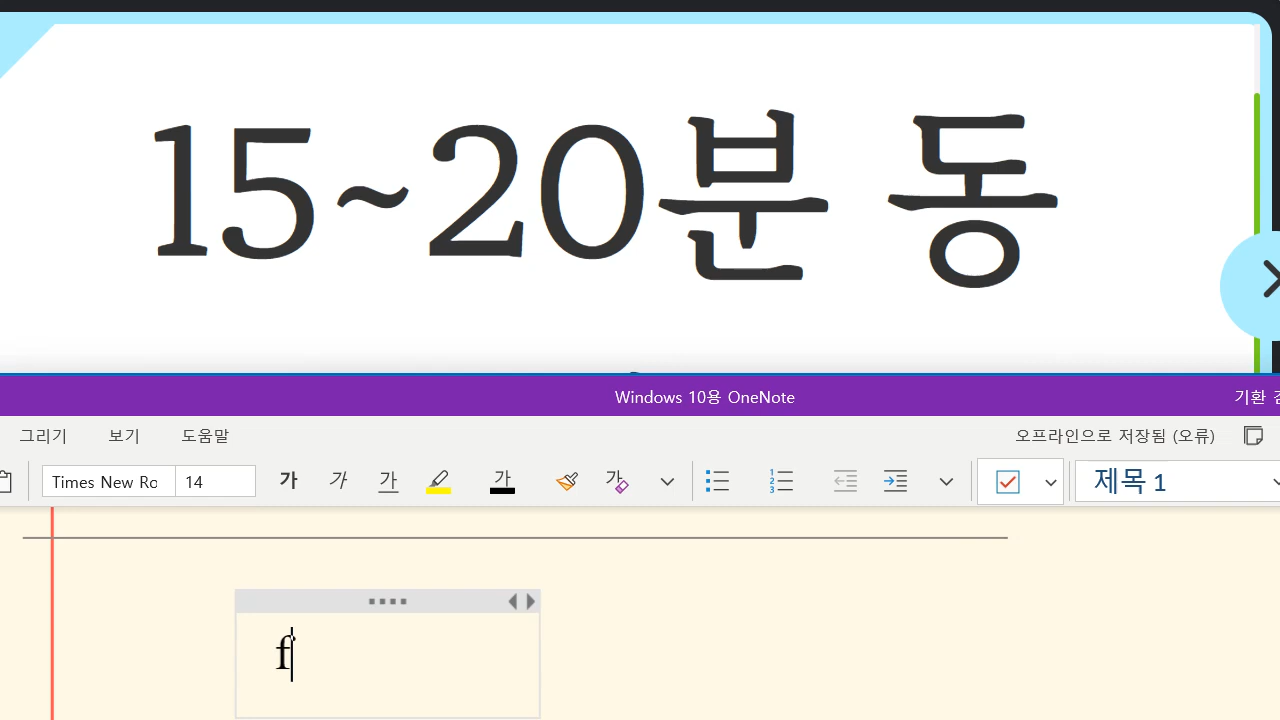 15~20분 동
Windows 10용 OneNote
기환 김
그리기 보기 도움말
오프라인으로 저장됨 (오류)
Times New Ro 14 가 가 가 가 가 제목 1
f